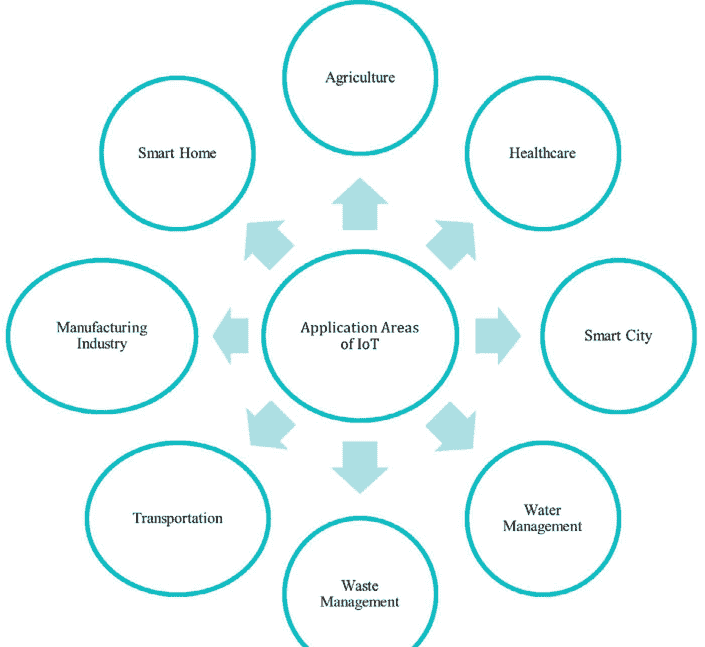 Agriculture
Smart Home
Healthcare
Manufacturing
Industry
Application Areas
of IoT
Smart City
Transportation
Water
Management
Waste
Management